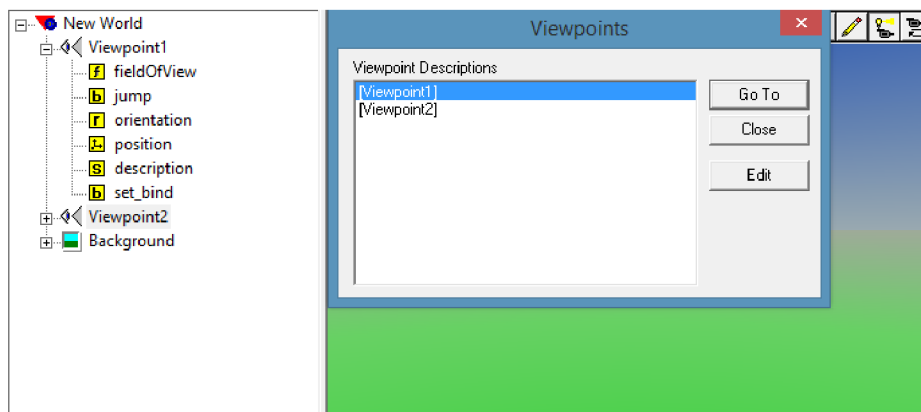 New World
Viewpoint1
f fieldOfView
b jump
r orientation
position
S description
b set_bind
Viewpoint2
Background
Viewpoints
Viewpoint Descriptions
[Viewpoint1]
[Viewpoint2]
Go To
Close
Edit